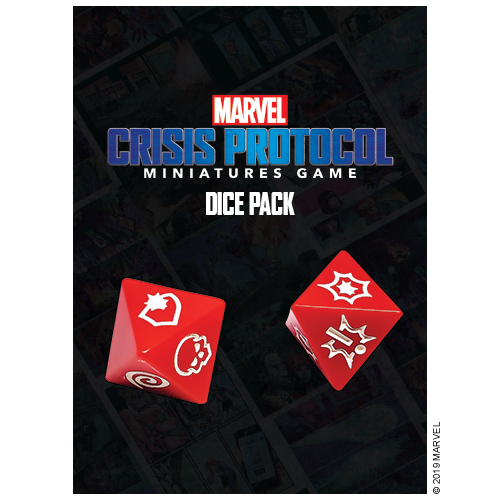 MARVEL
CRISIS PROTOCOL
MINIATURES GAME
DICE PACK
© 2019 MARVEL